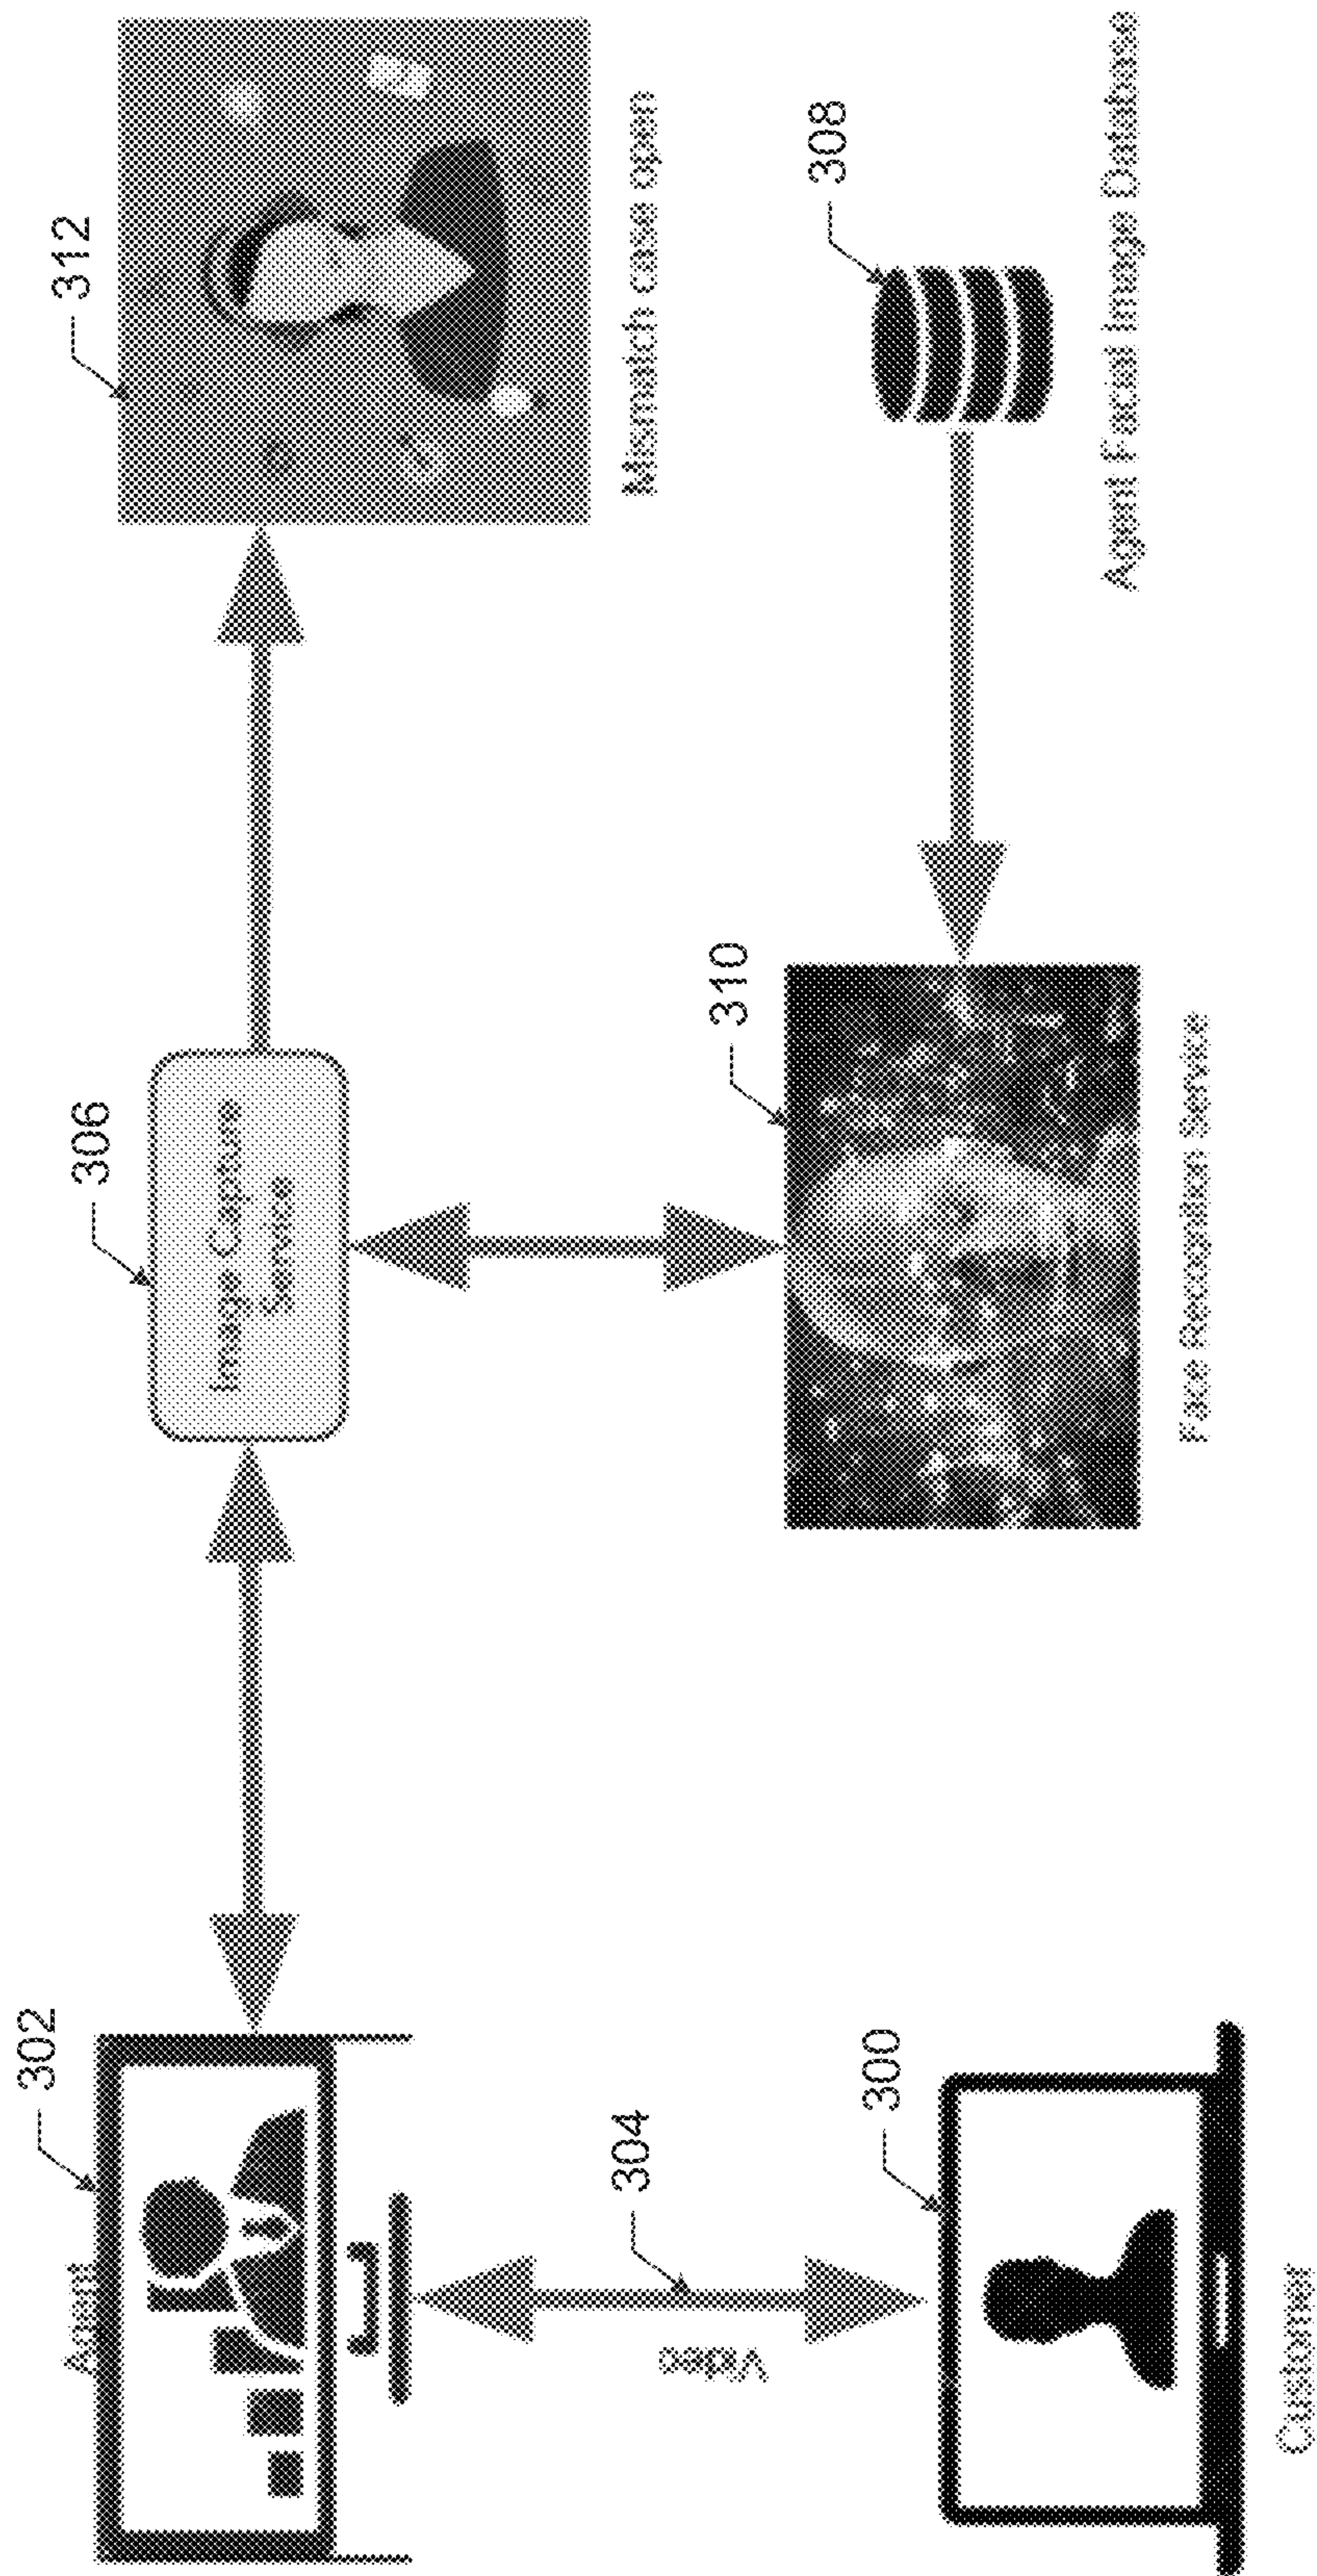 302
Agent
306
Image Capture
Service
312
Mismatch case open
304
Video
310
Face Recognition Service
308
Agent Facial Image Database
300
Customer